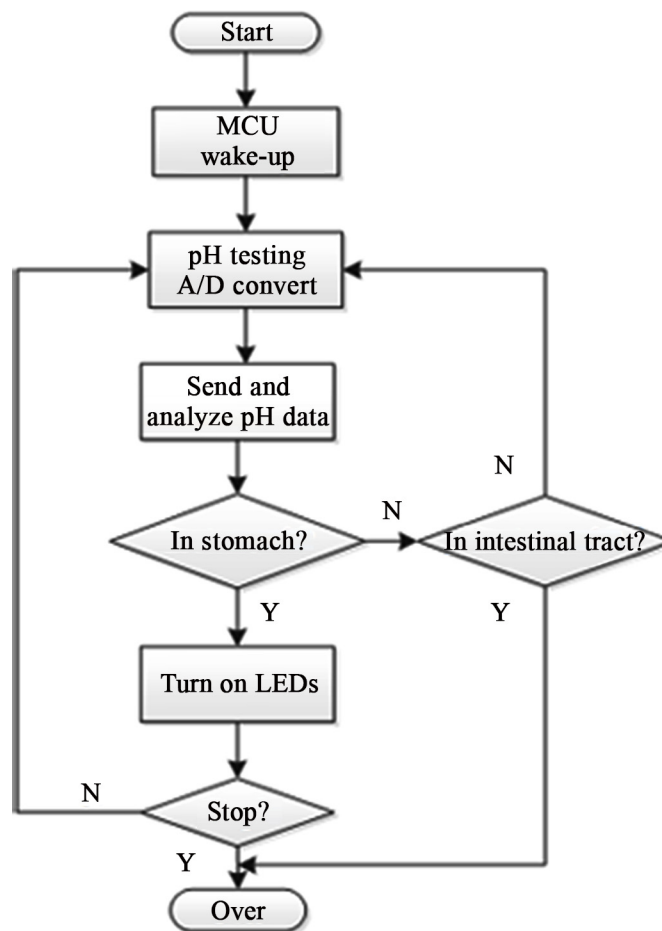 Start
MCU
wake-up
pH testing
A/D convert
Send and
analyze pH data
N
In stomach?
N
In intestinal tract?
Y
Y
Turn on LEDs
N
Stop?
Y
Over